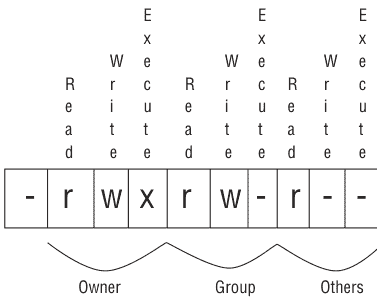 Read Write Execute Read Write Execute Read Write Execute
- r w x r w - r - -
Owner Group Others